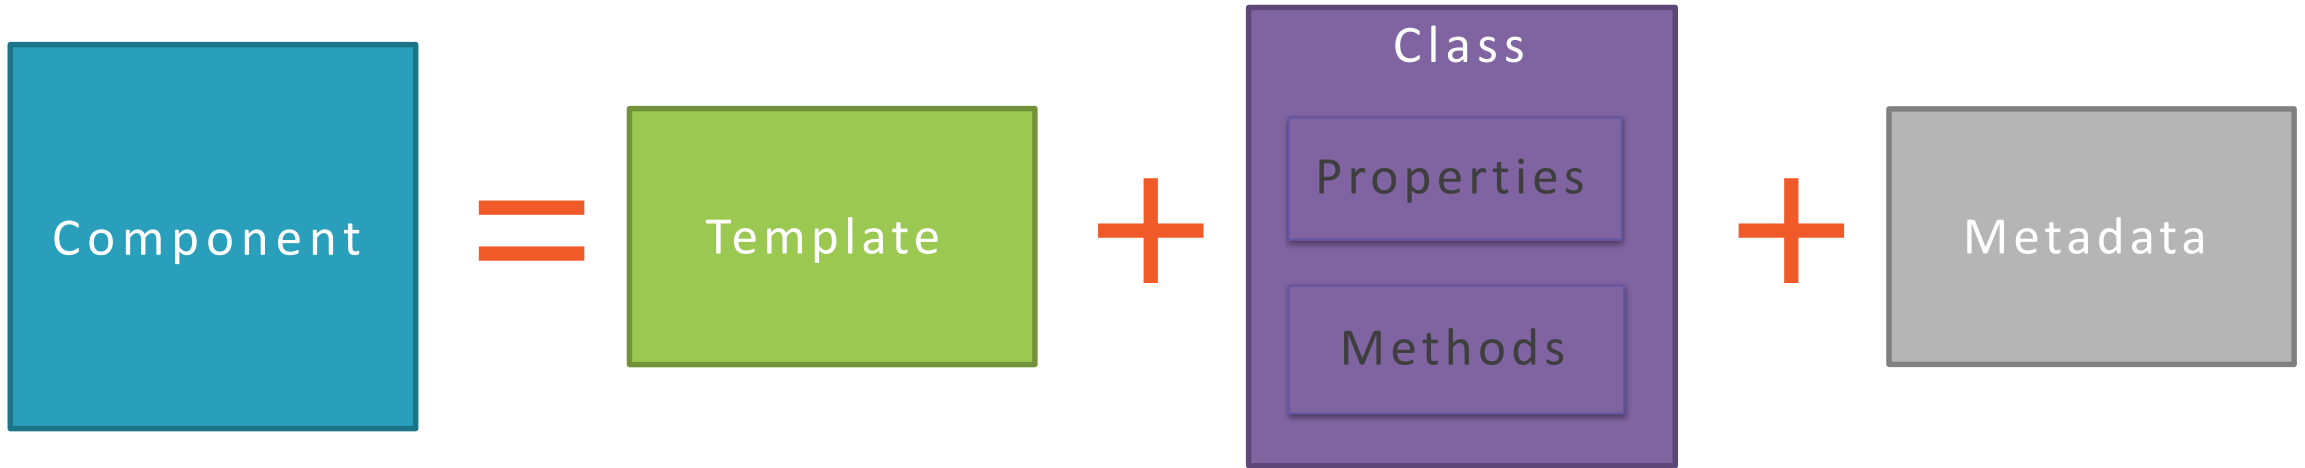 Component
=
Template
+
Class
Properties
Methods
+
Metadata